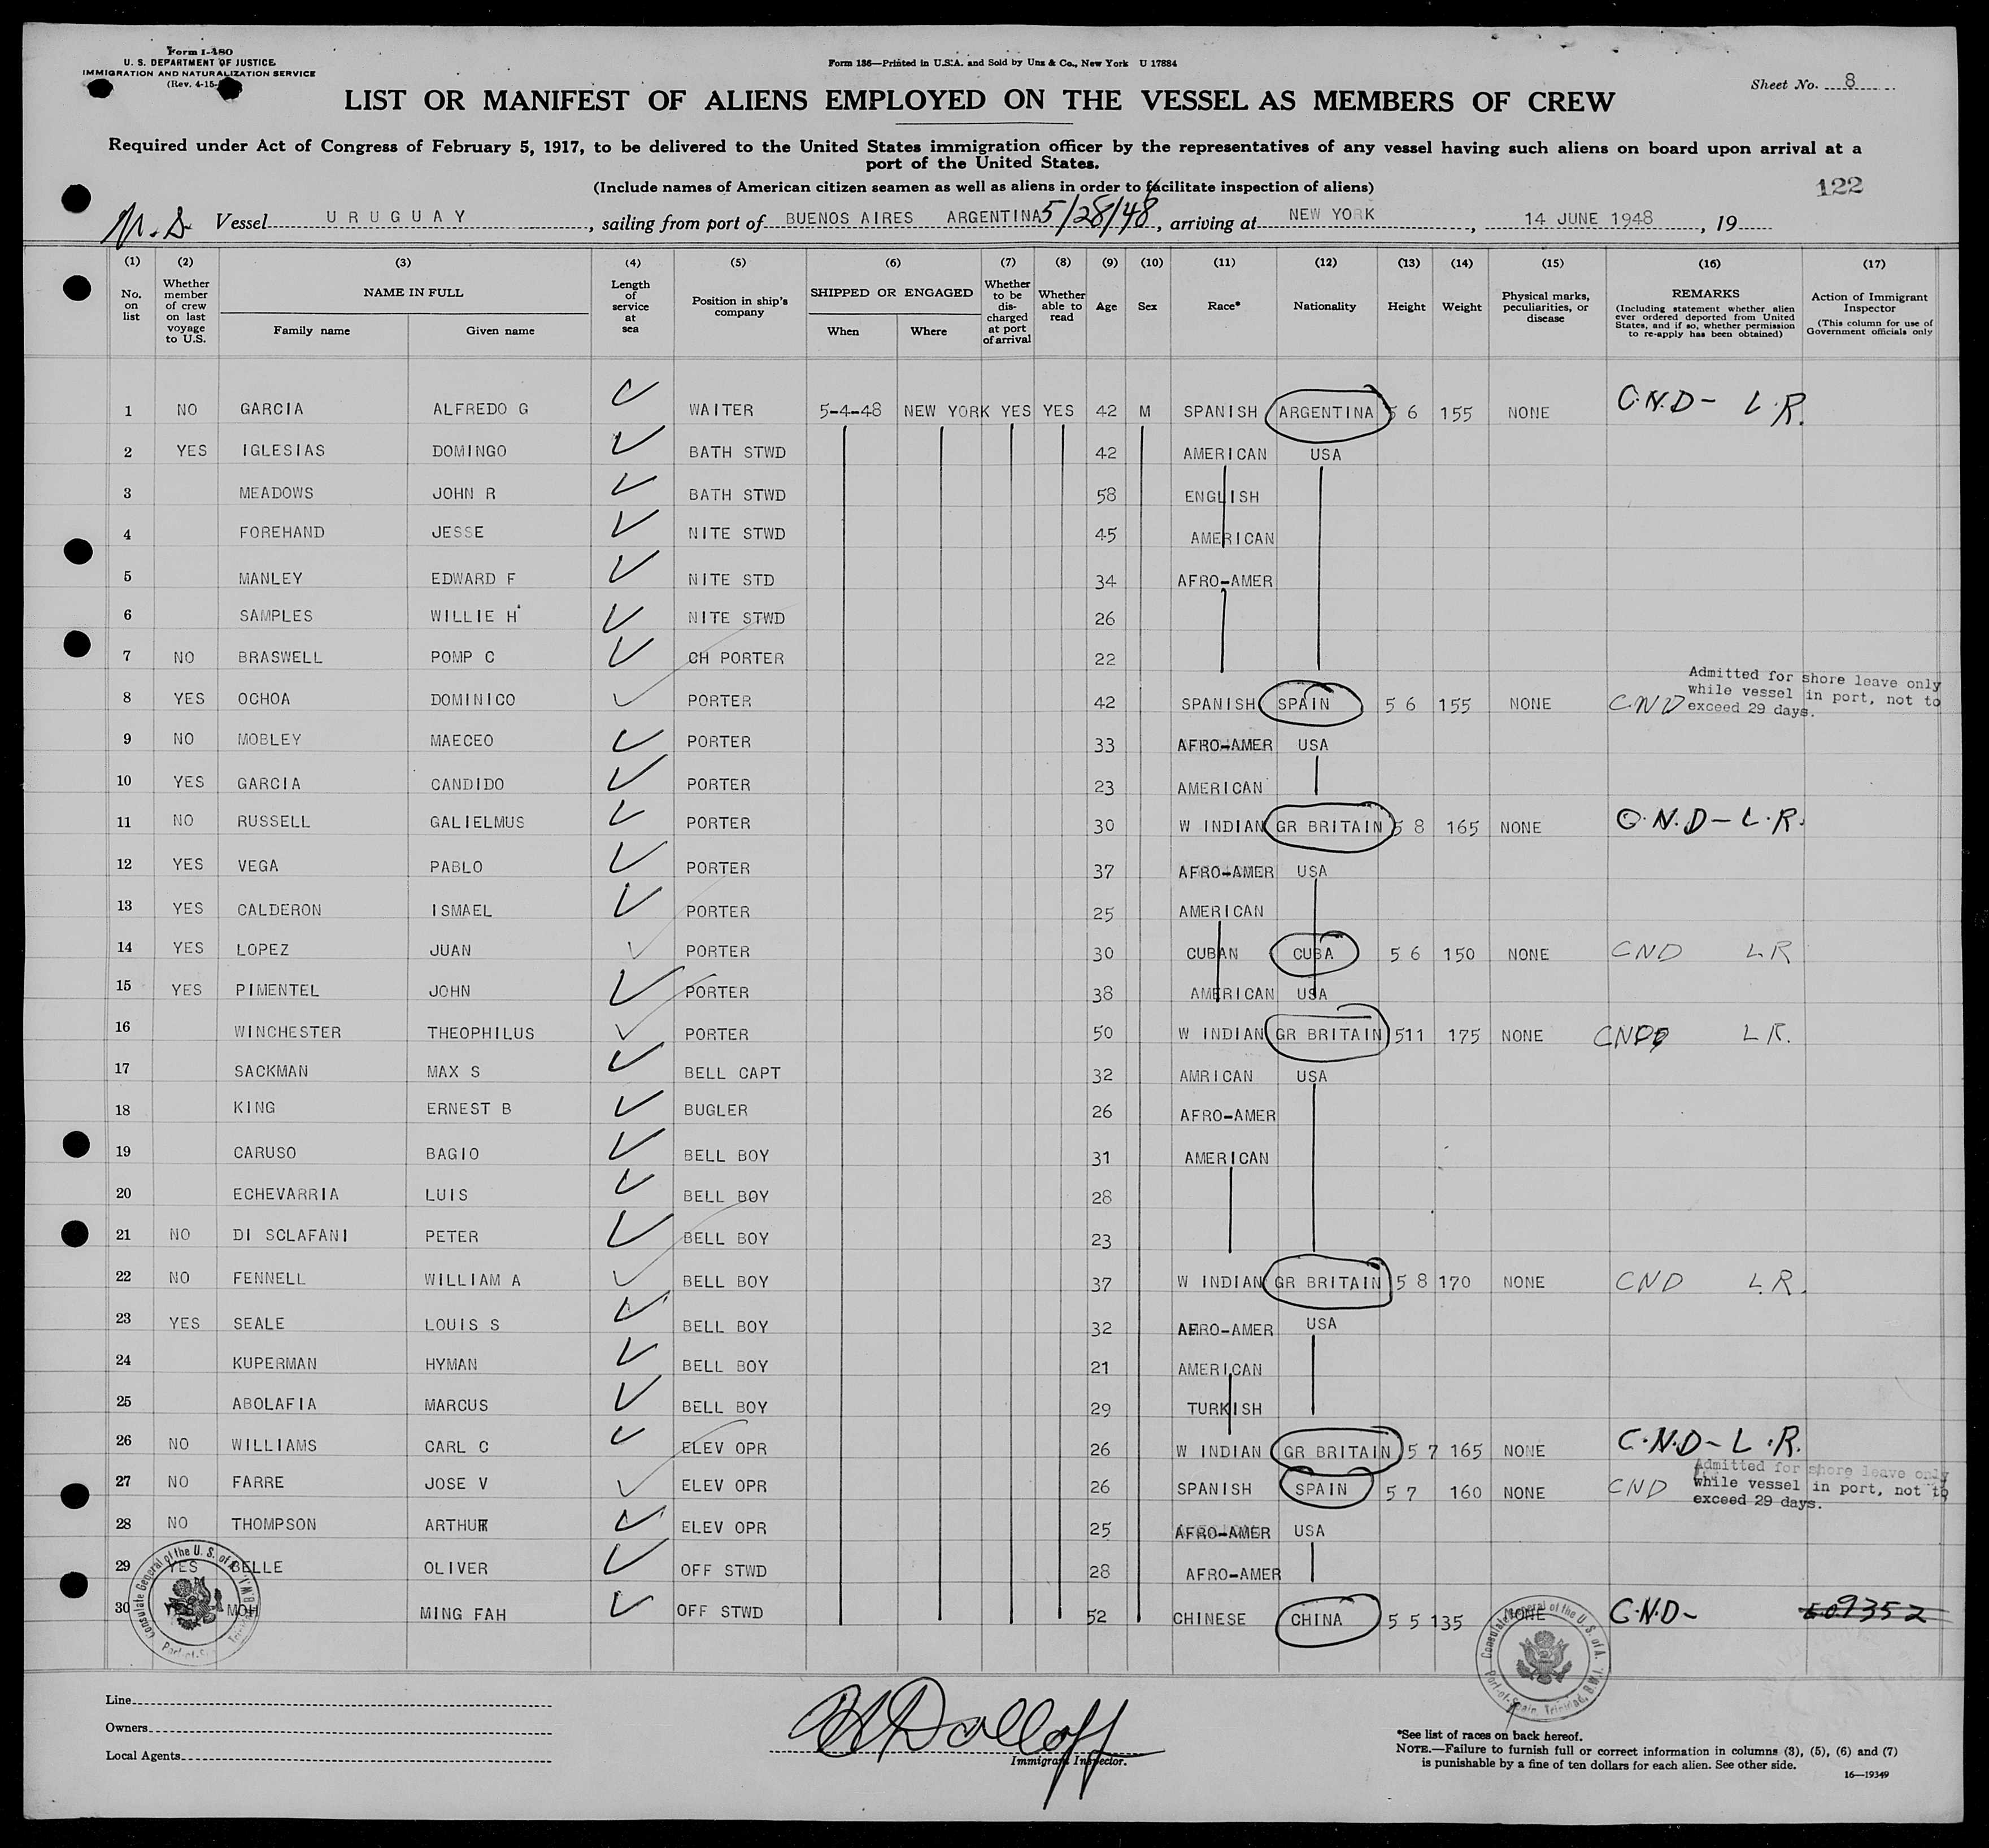 Form I-480
U. S. DEPARTMENT OF JUSTICE
IMMIGRATION AND NATURALIZATION SERVICE
(Rev. 4-15-
Form 186—Printed in U.S.A. and Sold by Unz & Co., New York U 17884
Sheet No. 8
LIST OR MANIFEST OF ALIENS EMPLOYED ON THE VESSEL AS MEMBERS OF CREW
Required under Act of Congress of February 5, 1917, to be delivered to the United States immigration officer by the representatives of any vessel having such aliens on board upon arrival at a
port of the United States.
(Include names of American citizen seamen as well as aliens in order to facilitate inspection of aliens)
122
Vessel URUGUAY, sailing from port of BUENOS AIRES ARGENTINA 5/28/48, arriving at NEW YORK, 14 JUNE 1948, 19
(1) (2) (3) (4) (5) (6) (7) (8) (9) (10) (11) (12) (13) (14) (15) (16) (17)
No. on list
Whether member of crew on last voyage to U.S.
NAME IN FULL
Family name Given name
Length of service at sea
Position in ship's company
SHIPPED OR ENGAGED
When Where
Whether to be discharged at port of arrival
Whether able to read
Age Sex Race* Nationality Height Weight
Physical marks, peculiarities, or disease
REMARKS
(Including statement whether alien ever ordered deported from United States, and if so, whether permission to re-apply has been obtained)
Action of Immigrant Inspector
(This column for use of Government officials only
1 NO GARCIA ALFREDO G WAITER 5-4-48 NEW YORK YES YES 42 M SPANISH ARGENTINA 5 6 155 NONE C.N.D- L.R.
2 YES IGLESIAS DOMINGO BATH STWD 42 AMERICAN USA
3 MEADOWS JOHN R BATH STWD 58 ENGLISH
4 FOREHAND JESSE NITE STWD 45 AMERICAN
5 MANLEY EDWARD F NITE STD 34 AFRO-AMER
6 SAMPLES WILLIE H NITE STWD 26
7 NO BRASWELL POMP C CH PORTER 22
8 YES OCHOA DOMINICO PORTER 42 SPANISH SPAIN 5 6 155 NONE CND Admitted for shore leave only
while vessel in port, not to
exceed 29 days.
9 NO MOBLEY MAECEO PORTER 33 AFRO-AMER USA
10 YES GARCIA CANDIDO PORTER 23 AMERICAN
11 NO RUSSELL GALIELMUS PORTER 30 W INDIAN GR BRITAIN 5 8 165 NONE C.N.D-L.R.
12 YES VEGA PABLO PORTER 37 AFRO-AMER USA
13 YES CALDERON ISMAEL PORTER 25 AMERICAN
14 YES LOPEZ JUAN PORTER 30 CUBAN CUBA 5 6 150 NONE CND LR
15 YES PIMENTEL JOHN PORTER 38 AMERICAN USA
16 WINCHESTER THEOPHILUS PORTER 50 W INDIAN GR BRITAIN 511 175 NONE LR.
17 SACKMAN MAX S BELL CAPT 32 AMRICAN USA
18 KING ERNEST B BUGLER 26 AFRO-AMER
19 CARUSO BAGIO BELL BOY 31 AMERICAN
20 ECHEVARRIA LUIS BELL BOY 28
21 NO DI SCLAFANI PETER BELL BOY 23
22 NO FENNELL WILLIAM A BELL BOY 37 W INDIAN GR BRITAIN 5 8 170 NONE CND L.R.
23 YES SEALE LOUIS S BELL BOY 32 AFRO-AMER USA
24 KUPERMAN HYMAN BELL BOY 21 AMERICAN
25 ABOLAFIA MARCUS BELL BOY 29 TURKISH
26 NO WILLIAMS CARL C ELEV OPR 26 W INDIAN GR BRITAIN 5 7 165 NONE C.N.D-L.R.
27 NO FARRE JOSE V ELEV OPR 26 SPANISH SPAIN 5 7 160 NONE CND Admitted for shore leave only
while vessel in port, not to
exceed 29 days.
28 NO THOMPSON ARTHUR ELEV OPR 25 AFRO-AMER USA
29 YES BELLE OLIVER OFF STWD 28 AFRO-AMER
30 YES MOH MING FAH OFF STWD 52 CHINESE CHINA 5 5 135 NONE C.N.D- 609352
Consulate General of the U. S. of A.
Port-of-Spain, Trinidad, B.W.I.
Consulate General of the U. S. of A.
Port-of-Spain, Trinidad, B.W.I.
Line
Owners
Local Agents
Immigrant Inspector.
*See list of races on back hereof.
NOTE.—Failure to furnish full or correct information in columns (3), (5), (6) and (7)
is punishable by a fine of ten dollars for each alien. See other side.
16—19349